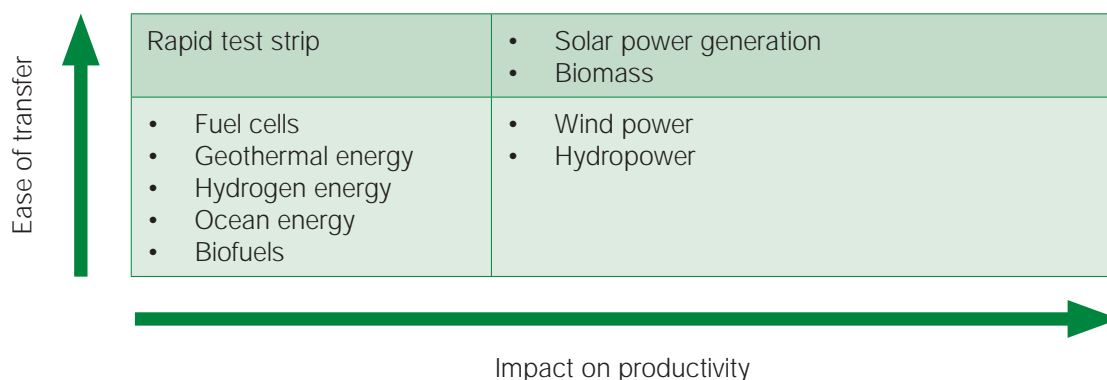 Ease of transfer
Rapid test strip
• Solar power generation
• Biomass
• Fuel cells
• Geothermal energy
• Hydrogen energy
• Ocean energy
• Biofuels
• Wind power
• Hydropower
Impact on productivity